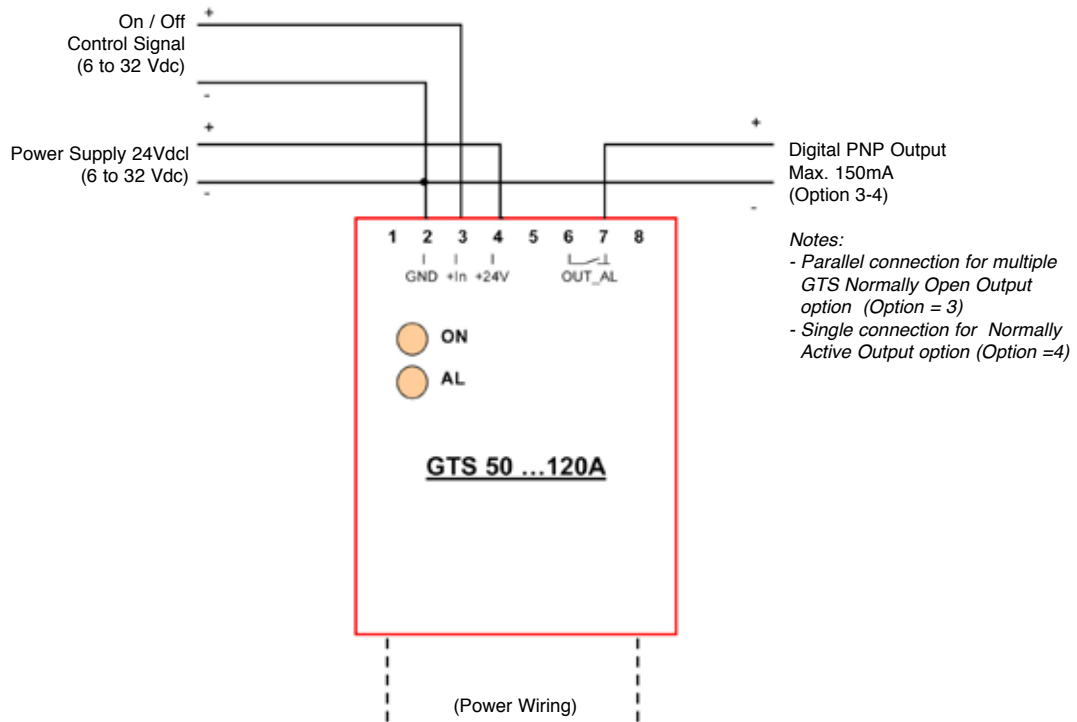 On / Off
Control Signal
(6 to 32 Vdc)
+
-
Power Supply 24Vdcl
(6 to 32 Vdc)
+
-
+
-
Digital PNP Output
Max. 150mA
(Option 3-4)
Notes:
- Parallel connection for multiple
GTS Normally Open Output
option (Option = 3)
- Single connection for Normally
Active Output option (Option =4)
1 2 3 4 5 6 7 8
GND +In +24V OUT_AL
ON
AL
GTS 50 ...120A
(Power Wiring)